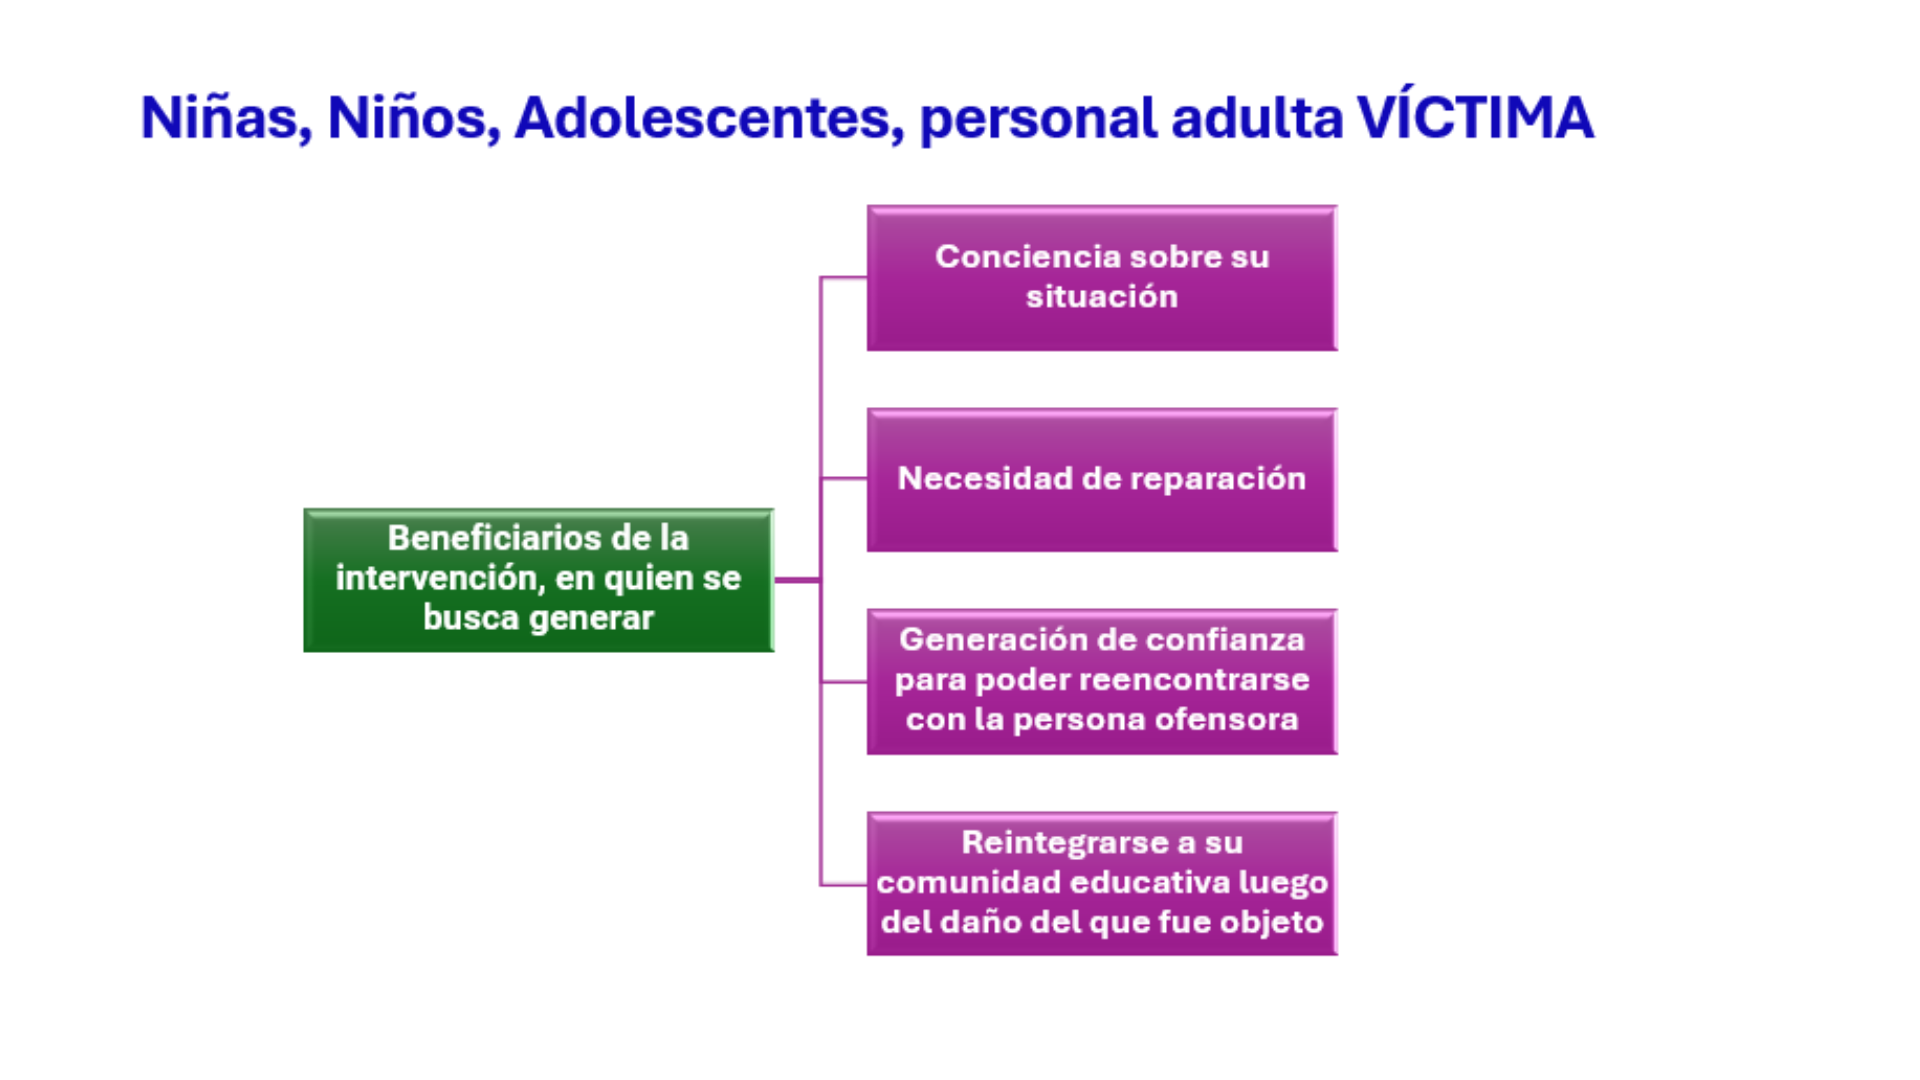 Niñas, Niños, Adolescentes, personal adulta VÍCTIMA
Beneficiarios de la
intervención, en quien se
busca generar
Conciencia sobre su
situación
Necesidad de reparación
Generación de confianza
para poder reencontrarse
con la persona ofensora
Reintegrarse a su
comunidad educativa luego
del daño del que fue objeto